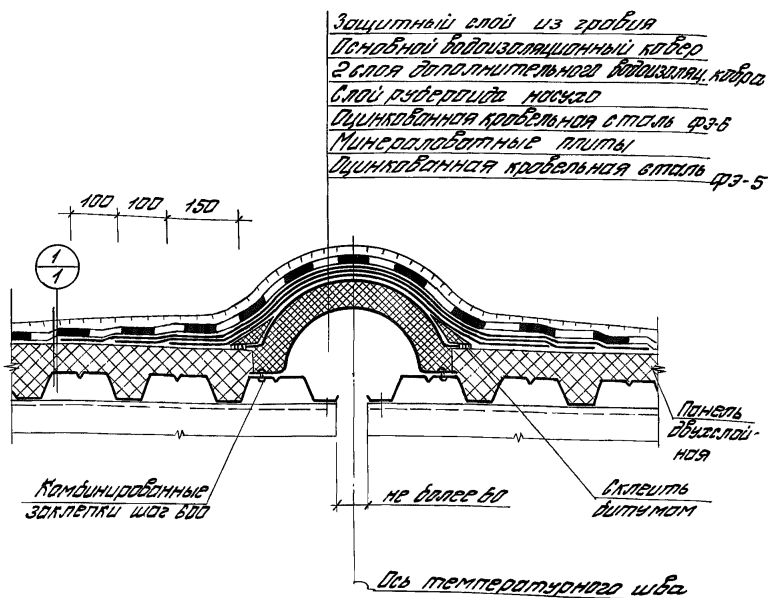 Защитный слой из гравия
Основной водоизоляционный ковер
2 слоя дополнительного водоизоляц. ковра
Слой рубероида насухо
Оцинкованная кровельная сталь ФЭ-6
Минераловатные плиты
Оцинкованная кровельная сталь ФЭ-5
100 100 150
1
1
Панель
двухслой-
ная
Комбинированные
заклепки шаг 600
не более 60
Склеить
битумом
Ось температурного шва